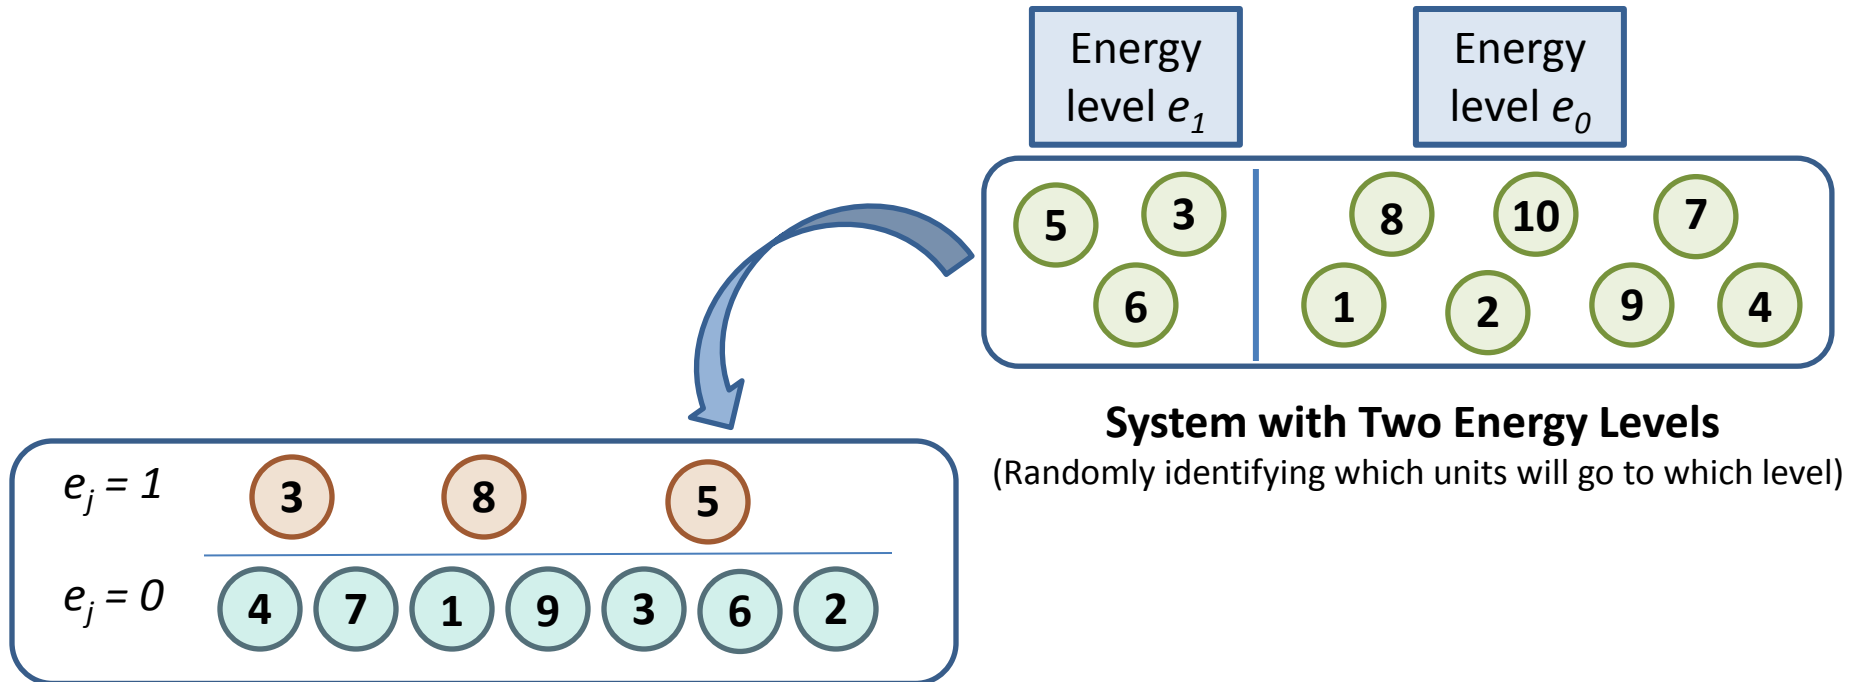 Energy
level e₁
Energy
level e₀
5 3
6
8 10 7
1 2 9 4
System with Two Energy Levels
(Randomly identifying which units will go to which level)
eⱼ = 1 3 8 5
eⱼ = 0 4 7 1 9 3 6 2